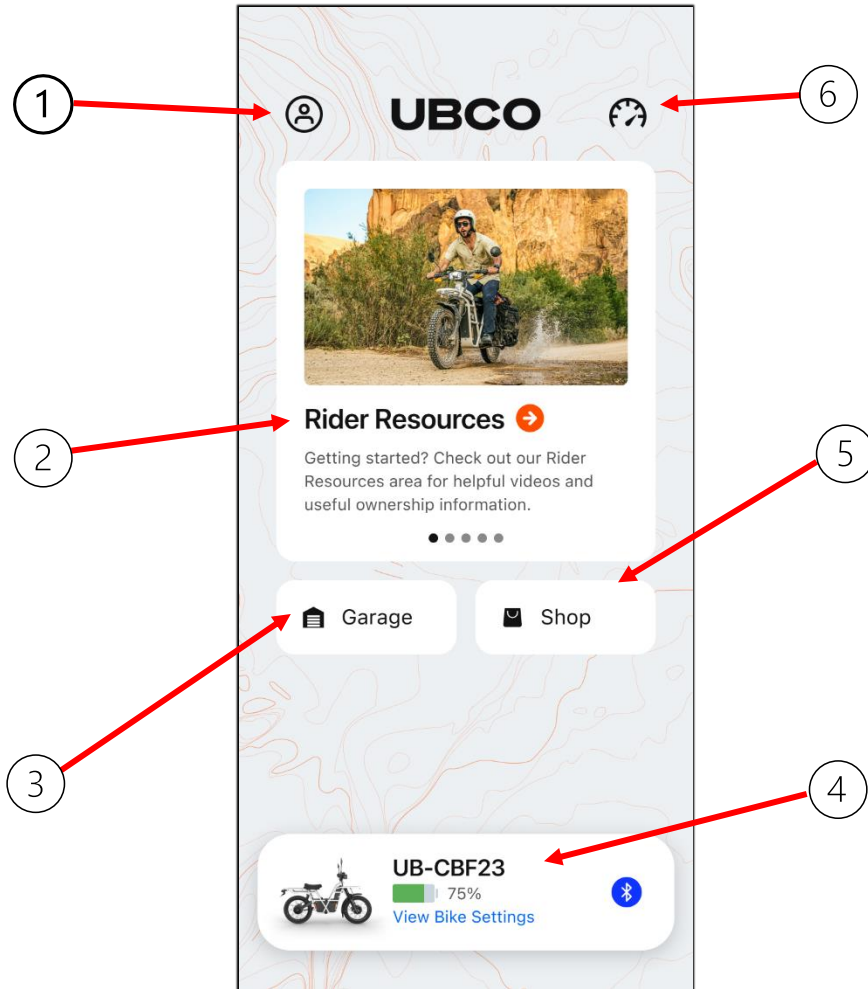 1
UBCO
6
Rider Resources
2
Getting started? Check out our Rider
Resources area for helpful videos and
useful ownership information.
5
Garage
Shop
3
4
UB-CBF23
75%
View Bike Settings